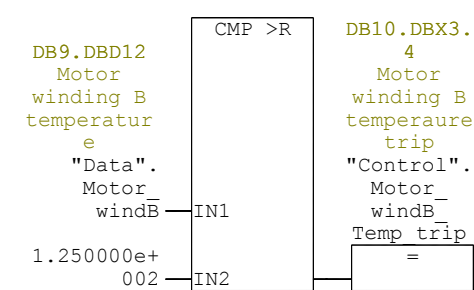 CMP >R
DB9.DBD12
Motor
winding B
temperatur
e
"Data".
Motor_
windB
IN1
1.250000e+
002
IN2
DB10.DBX3.
4
Motor
winding B
temperaure
trip
"Control".
Motor_
windB_
Temp_trip
=